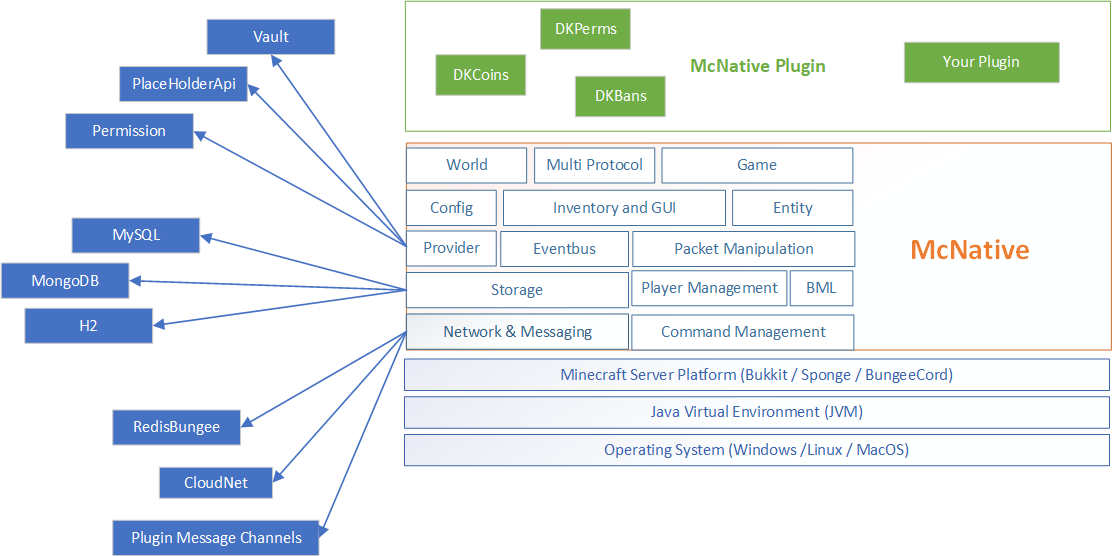 Vault
PlaceHolderApi
Permission
MySQL
MongoDB
H2
RedisBungee
CloudNet
Plugin Message Channels
DKPerms
DKCoins
DKBans
McNative Plugin
Your Plugin
World
Multi Protocol
Game
Config
Inventory and GUI
Entity
Provider
Eventbus
Packet Manipulation
Storage
Player Management
BML
Network & Messaging
Command Management
McNative
Minecraft Server Platform (Bukkit / Sponge / BungeeCord)
Java Virtual Environment (JVM)
Operating System (Windows /Linux / MacOS)